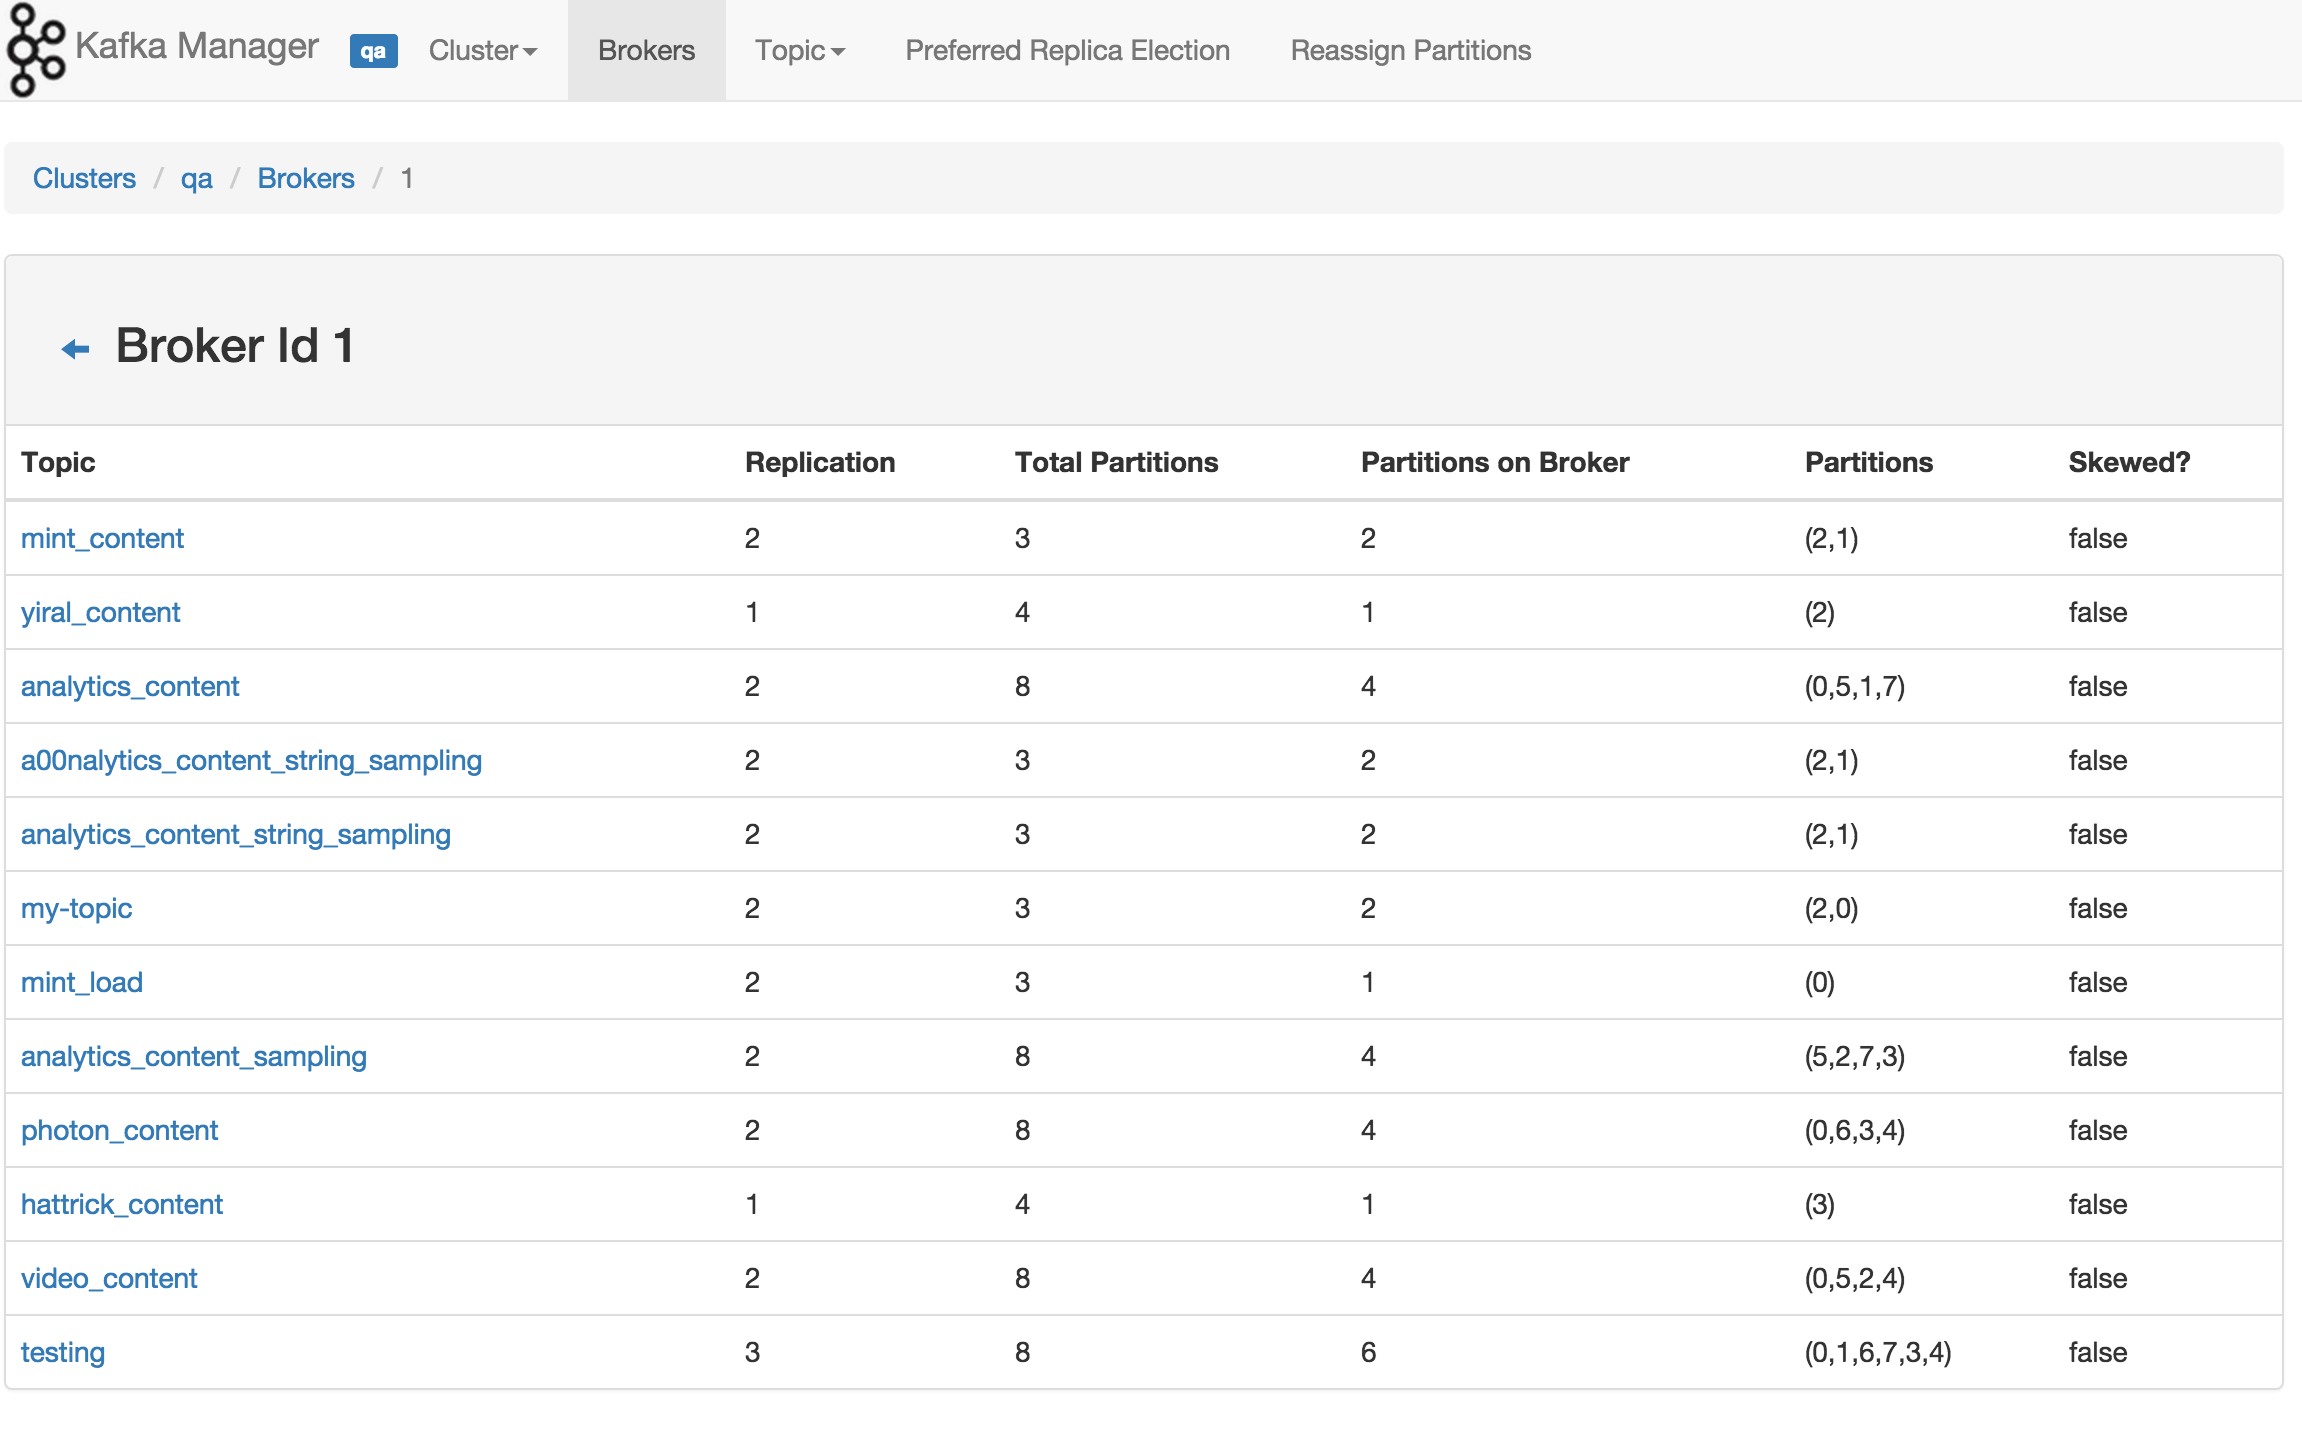 Kafka Manager qa Cluster Brokers Topic Preferred Replica Election Reassign Partitions
Clusters / qa / Brokers / 1
Broker Id 1
Topic Replication Total Partitions Partitions on Broker Partitions Skewed?
mint_content 2 3 2 (2,1) false
yiral_content 1 4 1 (2) false
analytics_content 2 8 4 (0,5,1,7) false
a00nalytics_content_string_sampling 2 3 2 (2,1) false
analytics_content_string_sampling 2 3 2 (2,1) false
my-topic 2 3 2 (2,0) false
mint_load 2 3 1 (0) false
analytics_content_sampling 2 8 4 (5,2,7,3) false
photon_content 2 8 4 (0,6,3,4) false
hattrick_content 1 4 1 (3) false
video_content 2 8 4 (0,5,2,4) false
testing 3 8 6 (0,1,6,7,3,4) false